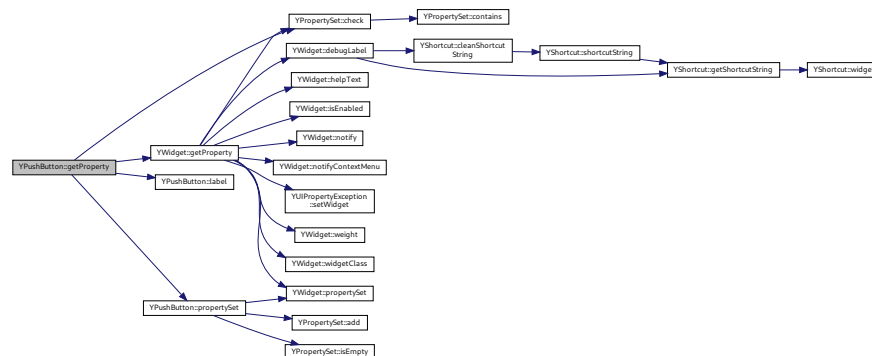 YPropertySet::check
YPropertySet::contains
YWidget::debugLabel
YShortcut::cleanShortcut
String
YShortcut::shortcutString
YShortcut::getShortcutString
YShortcut::widget
YWidget::helpText
YWidget::isEnabled
YWidget::notify
YWidget::getProperty
YPushButton::getProperty
YWidget::notifyContextMenu
YPushButton::label
YUIPropertyException
::setWidget
YWidget::weight
YWidget::widgetClass
YWidget::propertySet
YPushButton::propertySet
YPropertySet::add
YPropertySet::isEmpty